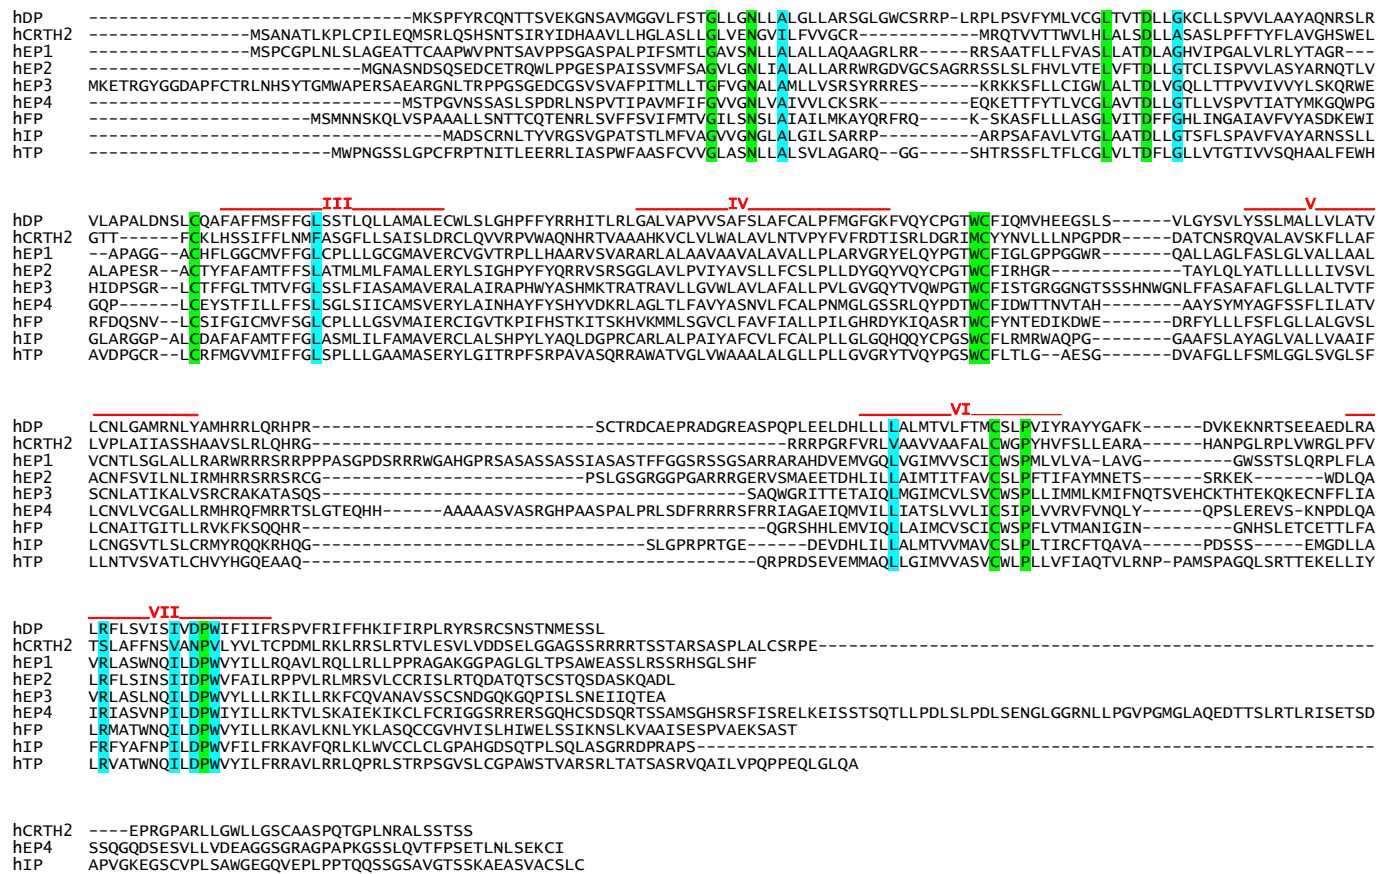 hDP --------------------------------MKSPFYRCQNTTSVEKGNSAVMGGVLFSTGLLGNLLALGLLARSGLGWCSRRP-LRPLPSVFYMLVCGLTVTDLLGKCLLSPVVLAAYAQNRSLR
hCRTH2 ----------------MSANATLKPLCPILEQMSRLQSHSNTSIRYIDHAAVLLHGLASLLGLVENGVILFVVGCR------------MRQTVVTTWVLHLALSDLLASASLPFFTYFLAVGHSWEL
hEP1 ----------------MSPCGPLNLSLAGEATTCAAPWVPNTSAVPPSGASPALPIFSMTLGAVSNLLALALLAQAAGRLRR------RRSAATFLLFVASLLATDLAGHVIPGALVLRLYTAGR---
hEP2 ---------------------------MGNASNDSQSEDCETRQWLPPGESPAISSVMFSAGVLGNLIALALLARRWRGDVGCSAGRRSSLSLFHVLVTELVFTDLLGTCLISPVVLASYARNQTLV
hEP3 MKETRGYGGDAPFCTRLNHSYTGMWAPERSAEARGNLTRPPGSGEDCGSVSVAFPITMLLTGFVGNALAMLLVSRSYRRRES------KRKKSFLLCIGWLALTDLVGQLLTTPVVIVVYLSKQRWE
hEP4 -------------------------------MSTPGVNSSASLSPDRLNSPVTIPAVMFIFGVVGNLVAIVVLCKSRK----------EQKETTFYTLVCGLAVTDLLGTLLVSPVTIATYMKGQWPG
hFP ----------------------MSMNNSKQLVSPAAALLSNTTCQTENRLSVFFSVIFMTVGILSNSLAIAILMKAYQRFRQ------K-SKASFLLLASGLVITDFFGHLINGAIAVFVYASDKEWI
hIP -----------------------------------MADSCRNLTYVRGSVGPATSTLMFVAGVVGNGLALGILSARRP----------ARPSAFAVLVTGLAATDLLGTSFLSPAVFVAYARNSSLL
hTP ------------------------MWPNGSSLGPCFRPTNITLEERRLIASPWFAASFCVVGLASNLLALSVLAGARQ--GG------SHTRSSFLTFLCGLVLTDFLGLLVTGTIVVSQHAALFEWH
III IV V
hDP VLAPALDNSLCQAFAFFMSFFGLSSTLQLLAMALECWLSLGHPFFYRRHITLRLGALVAPVVSAFSLAFCALPFMGFGKFVQYCPGTWCFIQMVHEEGSLS------VLGYSVLYSSLMALLVLATV
hCRTH2 GTT------FCKLHSSIFFLNMFASGFLLSAISLDRCLQVVRPVWAQNHRTVAAAHKVCLVLWALAVLNTVPYFVFRDTISRLDGRIMCYYNVLLLNPGPDR-----DATCNSRQVALAVSKFLLAF
hEP1 --APAGG--ACHFLGGCMVFFGLCPLLLGCGMAVERCVGVTRPLLHAARVSVARARLALAAVAAVALAVALLPLARVGRYELQYPGTWCFIGLGPPGGWR-------QALLAGLFASLGLVALLAAL
hEP2 ALAPESR--ACTYFAFAMTFFSLATMLMLFAMALERYLSIGHPYFYQRRVSRSGGLAVLPVIYAVSLLFCSLPLLDYGQYVQYCPGTWCFIRHGR------------TAYLQLYATLLLLLIVSVL
hEP3 HIDPSGR--LCTFFGLTMTVFGLSSLFIASAMAVERALAIRAPHWYASHMKTRATRAVLLGVWLAVLAFALLPVLGVGQYTVQWPGTWCFISTGRGGNGTSSSHNWGNLFFASAFAFLGLLALTVTF
hEP4 GQP-----LCEYSTFILLFFSLSGLSIICAMSVERYLAINHAYFYSHYVDKRLAGLTLFAVYASNVLFCALPNMGLGSSRLQYPDTWCFIDWTTNVTAH--------AAYSYMYAGFSSFLILATV
hFP RFDQSNV--LCSIFGICMVFSGLCPLLLGSVMAIERCIGVTKPIFHSTKITSKHVKMMLSGVCLFAVFIALLPILGHRDYKIQASRTWCFYNTEDIKDWE-------DRFYLLLFSFLGLLALGVSL
hIP GLARGGP-ALCDAFAFAMTFFGLASMLILFAMAVERCLALSHPYLYAQLDGPRCARLALPAIYAFCVLFCALPLLGLGQHQQYCPGSWCFLRMRWAQPG--------GAAFSLAYAGLVALLVAAIF
hTP AVDPGCR--LCRFMGVVMIFFGLSPLLLGAAMASERYLGITRPFSRPAVASQRRAWATVGLVWAAALALGLLPLLGVGRYTVQYPGSWCFLTLG--AESG-------DVAFGLLFSMLGGLSVGLSF
VI
hDP LCNLGAMRNLYAMHRRLQRHPR----------------------------SCTRDCAEPRADGREASPQPLEELDHLLLLALMTVLFTMCSLPVIYRAYYGAFK-------DVKEKNRTSEEAEDLRA
hCRTH2 LVPLAIIASSHAAVSLRLQHRG-----------------------------------------------RRRPGRFVRLVAAVVAAFALCWGPYHVFSLLEARA-------HANPGLRPLVWRGLPFV
hEP1 VCNTLSGLALLRARWRRRSRRPPPASGPDSRRRWGAHGPRSASASSASSIASASTFFGGSRSSGSARRARAHDVEMVGQLVGIMVVSCICWSPMLVLVA-LAVG---------GWSSTSLQRPLFLA
hEP2 ACNFSVILNLIRMHRRSRRSRCG---------------------------PSLGSGRGGPGARRRGERVSMAEETDHLILLAIMTITFAVCSLPFTIFAYMNETS------SRKEK------WDLQA
hEP3 SCNLATIKALVSRCRAKATASQS-------------------------------------------SAQWGRITTETAIQLMGIMCVLSVCWSPLLIMMLKMIFNQTSVEHCKTHTEKQKECNFFLIA
hEP4 LCNVLVCGALLRMHRQFMRRTSLGTEQHH------AAAAASVASRGHPAASPALPRLSDFRRRRSFRRIAGAEIQMVILLIATSLVVLICSIPLVVRVFVNQLY-------QPSLEREVS-KNPDLQA
hFP LCNAITGITLLRVKFKSQQHR----------------------------------------------QGRSHHLEMVIQLLAIMCVSCICWSPFLVTMANIGIN---------GNHSLETCETTLFA
hIP LCNGSVTLSLCRMYRQQKRHQG---------------------------------SLGPRPRTGE------DEVDHLILLALMTVVMAVCSLPLTIRCFTQAVA------PDSSS-----EMGDLLA
hTP LLNTVSVATLCHVYHGQEAAQ---------------------------------------------QRPRDSEVEMMAQLLGIMVVASVCWLPLLVFIAQTVLRNP-PAMSPAGQLSRTTEKELLIY
VII
hDP LRFLSVISIVDPWIFIIFRSPVFRIFFHKIFIRPLRYRSRCSNSTNMESSL
hCRTH2 TSLAFFNSVANPVLYVLTCPDMLRKLRRSLRTVLESVLVDDSELGGAGSSRRRRTSSTARSASPLALCSRPE--------------------------------------------------------
hEP1 VRLASWNQILDPWVYILLRQAVLRQLLRLLPPRAGAKGGPAGLGLTPSAWEASSLRSSRHSGLSHF
hEP2 LRFLSINSIIDPWVFAILRPPVLRLMRSVLCCRISLRTQDATQTSCSTQSDASKQADL
hEP3 VRLASLNQILDPWVYLLLRKILLRKFCQVANAVSSCSNDGQKGQPISLSNEIIQTEA
hEP4 IRIASVNPILDPWIYILLRKTVLSKAIEKIKCLFCRIGGSRRERSGQHCSDSQRTSSAMSGHSRSFISRELKEISSTSQTLLPDLSLPDLSENGLGGRNLLPGVPGMGLAQEDTTSLRTLRISETSD
hFP LRMATWNQILDPWVYILLRKAVLKNLYKLASQCCGVHVISLHIWELSSIKNSLKVAAISESPVAEKSAST
hIP FRFYAFNPILDPWVFILFRKAVFQRLKLWVCCLCLGPAHGDSQTPLSQLASGRRDPRAPS--------------------------------------------------------------------
hTP LRVATWNQILDPWVYILFRRAVLRRLQPRLSTRPSGVSLCGPAWSTVARSRLTATSASRVQAILVPQPPEQLGLQA
hCRTH2 ----EPRGPARLLGWLLGSCAASPQTGPLNRALSSTSS
hEP4 SSQGQDSESVLLVDEAGGSGRAGPAPKGSSLQVTFPSETLNLSEKCI
hIP APVGKEGSCVPLSAWGEGQVEPLPPTQQSSGSAVGTSSKAEASVACSLC